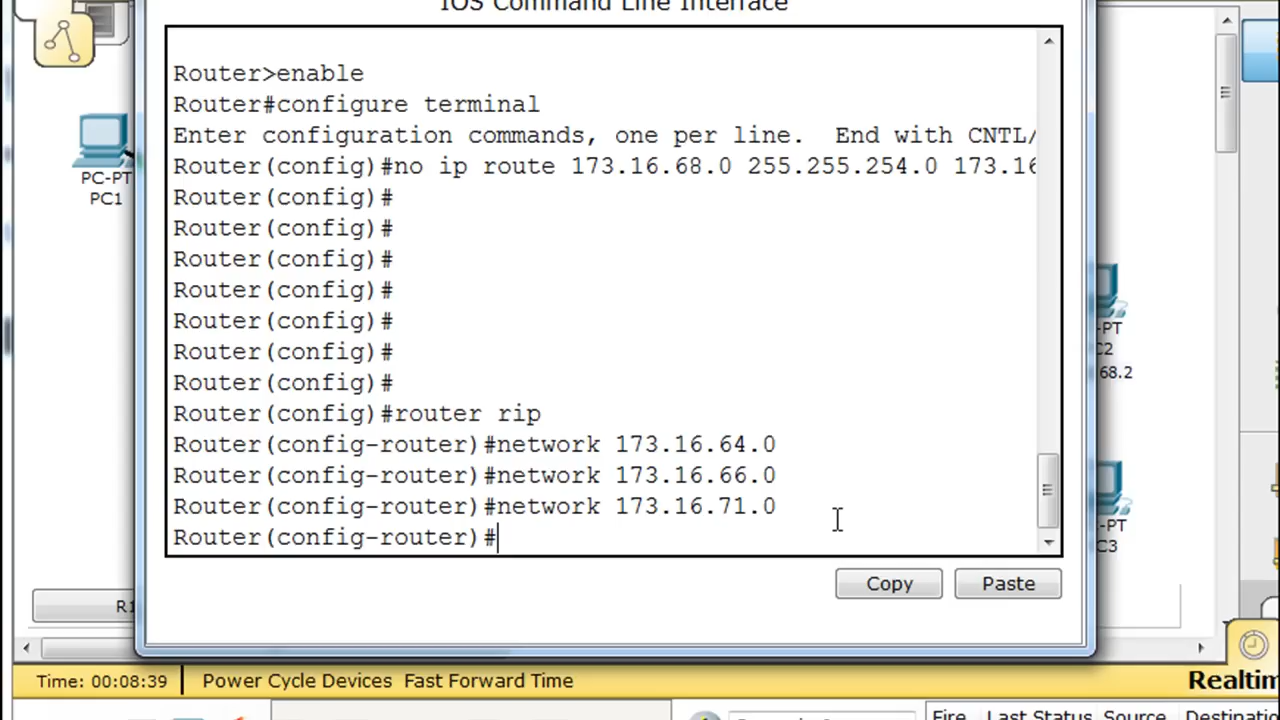 IOS Command Line Interface
Router>enable
Router#configure terminal
Enter configuration commands, one per line.  End with CNTL/
Router(config)#no ip route 173.16.68.0 255.255.254.0 173.16
Router(config)#
Router(config)#
Router(config)#
Router(config)#
Router(config)#
Router(config)#
Router(config)#
Router(config)#router rip
Router(config-router)#network 173.16.64.0
Router(config-router)#network 173.16.66.0
Router(config-router)#network 173.16.71.0
Router(config-router)#
Copy
Paste
PC-PT
PC1
-PT
C2
68.2
-PT
C3
R1
Time: 00:08:39
Power Cycle Devices  Fast Forward Time
Realtim
Fire
Last Status
Source
Destinatio